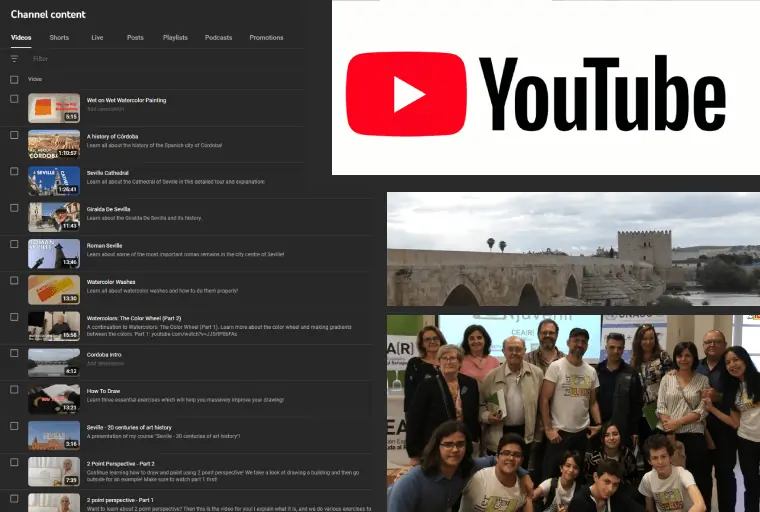 Channel content
Videos Shorts Live Posts Playlists Podcasts Promotions
Filter
Video
Wet on Wet Watercolor Painting
Add description
5:15
A history of Córdoba
Learn all about the history of the Spanish city of Córdoba!
CÓRDOBA
1:10:57
Seville Cathedral
Learn all about the Cathedral of Seville in this detailed tour and explanation!
SEVILLE
1:26:41
Giralda De Sevilla
Learn about the Giralda De Sevilla and its history.
11:43
Roman Seville
Learn about some of the most important roman remains in the city centre of Seville!
ROMAN
SEVILLE
13:46
Watercolor Washes
Learn all about watercolor washes and how to do them properly!
13:30
Watercolors: The Color Wheel (Part 2)
A continuation to Watercolors: The Color Wheel (Part 1). Learn more about the color wheel and making gradients
between the colors. Part 1:
15:58
Cordoba Intro
Add description
4:12
How To Draw
Learn three essential exercises which will help you massively improve your drawing!
13:21
Seville - 20 centuries of art history
A presentation of my course "Seville - 20 centuries of art history"!
3:16
2 Point Perspective - Part 2
Continue learning how to draw and paint using 2 point perspective! We take a look at drawing a building and then go
outside for an example! Make sure to watch part 1 first!
7:39
2 point perspective - Part 1
Want to learn about 2 point perspective? Then this is the video for you! I explain what it is, and we do various exercises to
YouTube
CEA(R)